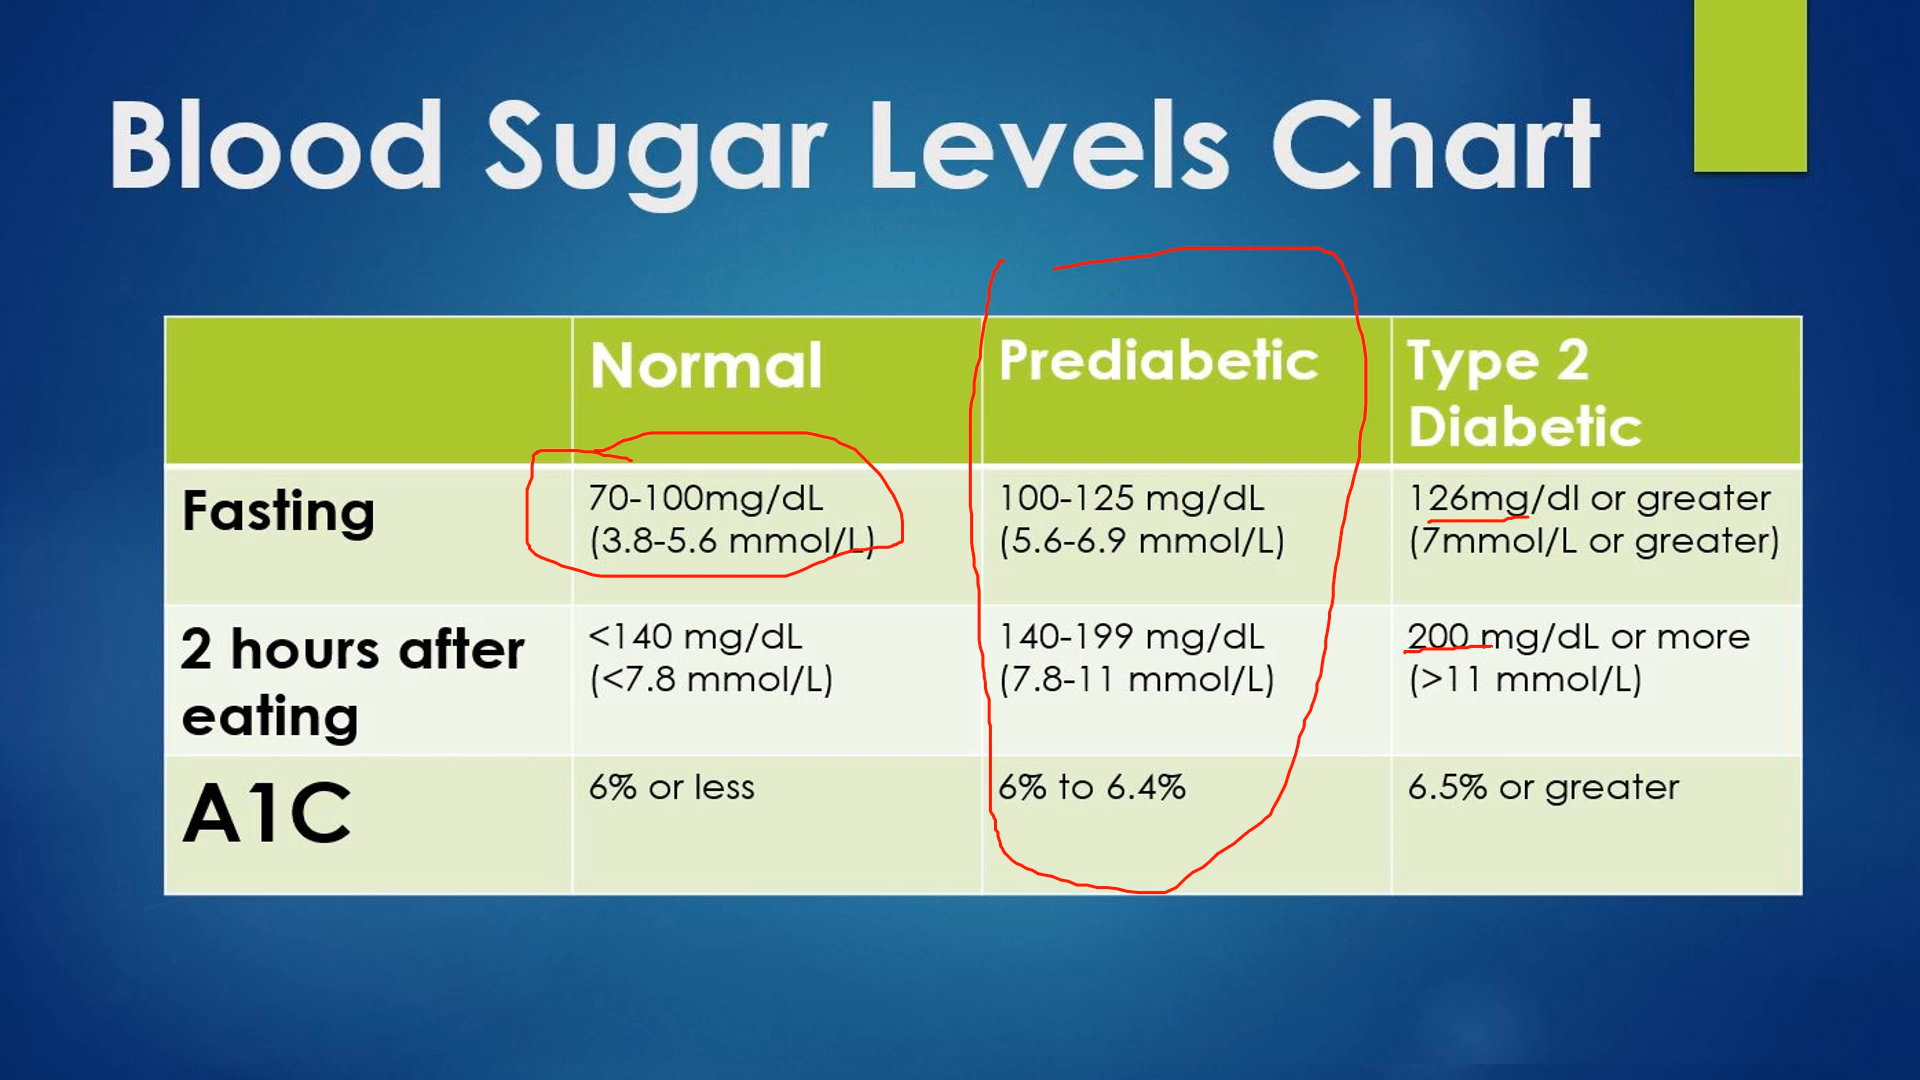 Blood Sugar Levels Chart
Normal
Prediabetic
Type 2
Diabetic
Fasting
70-100mg/dL
(3.8-5.6 mmol/L)
100-125 mg/dL
(5.6-6.9 mmol/L)
126mg/dl or greater
(7mmol/L or greater)
2 hours after
eating
<140 mg/dL
(<7.8 mmol/L)
140-199 mg/dL
(7.8-11 mmol/L)
200 mg/dL or more
(>11 mmol/L)
A1C
6% or less
6% to 6.4%
6.5% or greater